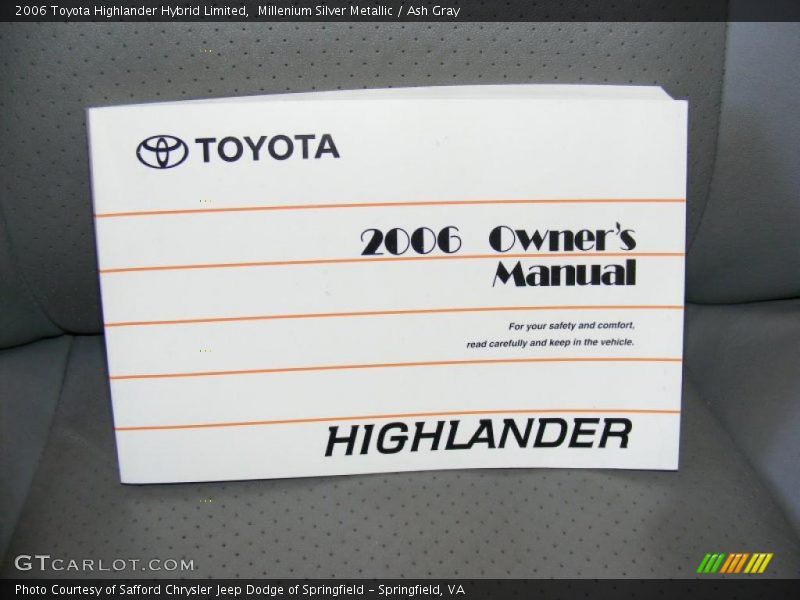 2006 Toyota Highlander Hybrid Limited,  Millenium Silver Metallic / Ash Gray
TOYOTA
2006 Owner's
Manual
For your safety and comfort,
read carefully and keep in the vehicle.
HIGHLANDER
GTCARLOT.COM
Photo Courtesy of Safford Chrysler Jeep Dodge of Springfield - Springfield, VA